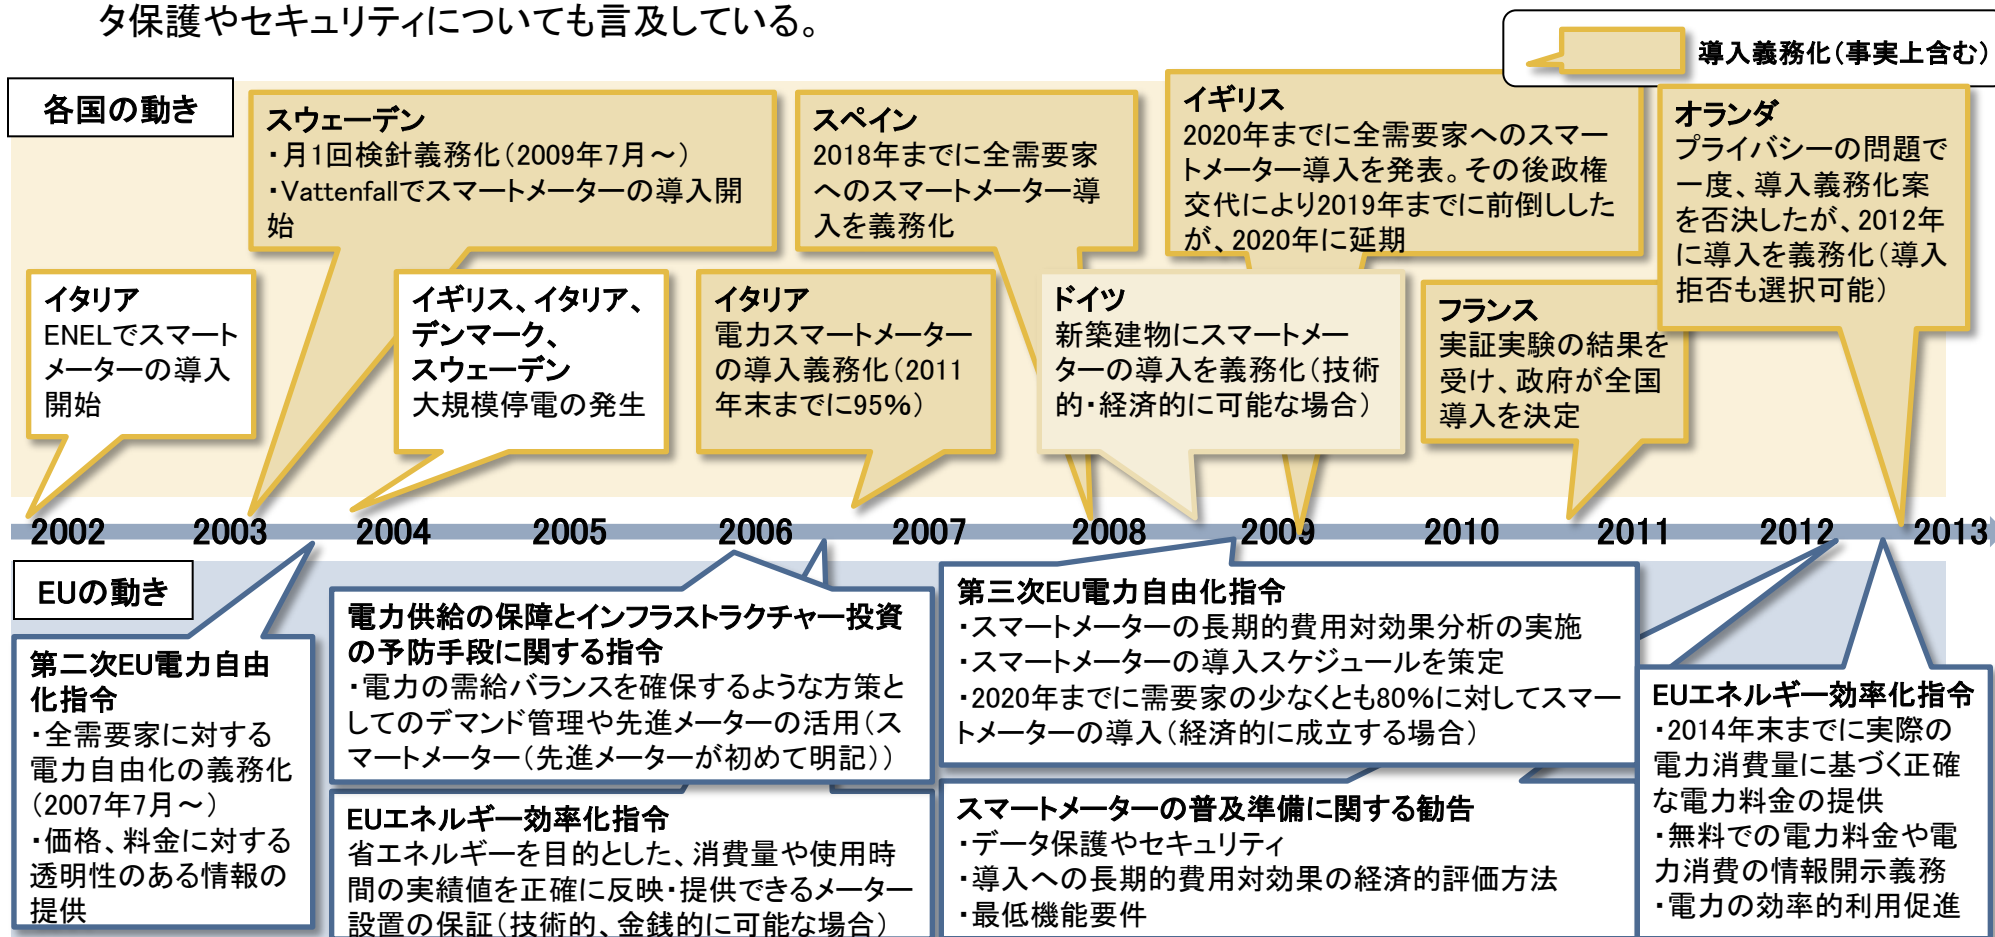 タ保護やセキュリティについても言及している。
導入義務化（事実上含む）
各国の動き
スウェーデン
・月1回検針義務化（2009年7月～）
・Vattenfallでスマートメーターの導入開
始
スペイン
2018年までに全需要家
へのスマートメーター導
入を義務化
イギリス
2020年までに全需要家へのスマー
トメーター導入を発表。その後政権
交代により2019年までに前倒しした
が、2020年に延期
オランダ
プライバシーの問題で
一度、導入義務化案
を否決したが、2012年
に導入を義務化（導入
拒否も選択可能）
イタリア
ENELでスマート
メーターの導入
開始
イギリス、イタリア、
デンマーク、
スウェーデン
大規模停電の発生
イタリア
電力スマートメーター
の導入義務化（2011
年末までに95%）
ドイツ
新築建物にスマートメー
ターの導入を義務化（技術
的・経済的に可能な場合）
フランス
実証実験の結果を
受け、政府が全国
導入を決定
2002 2003 2004 2005 2006 2007 2008 2009 2010 2011 2012 2013
EUの動き
第二次EU電力自由
化指令
・全需要家に対する
電力自由化の義務化
（2007年7月～）
・価格、料金に対する
透明性のある情報の
提供
電力供給の保障とインフラストラクチャー投資
の予防手段に関する指令
・電力の需給バランスを確保するような方策と
してのデマンド管理や先進メーターの活用（ス
マートメーター（先進メーターが初めて明記））
EUエネルギー効率化指令
省エネルギーを目的とした、消費量や使用時
間の実績値を正確に反映・提供できるメーター
設置の保証（技術的、金銭的に可能な場合）
第三次EU電力自由化指令
・スマートメーターの長期的費用対効果分析の実施
・スマートメーターの導入スケジュールを策定
・2020年までに需要家の少なくとも80%に対してスマー
トメーターの導入（経済的に成立する場合）
スマートメーターの普及準備に関する勧告
・データ保護やセキュリティ
・導入への長期的費用対効果の経済的評価方法
・最低機能要件
EUエネルギー効率化指令
・2014年末までに実際の
電力消費量に基づく正確
な電力料金の提供
・無料での電力料金や電
力消費の情報開示義務
・電力の効率的利用促進